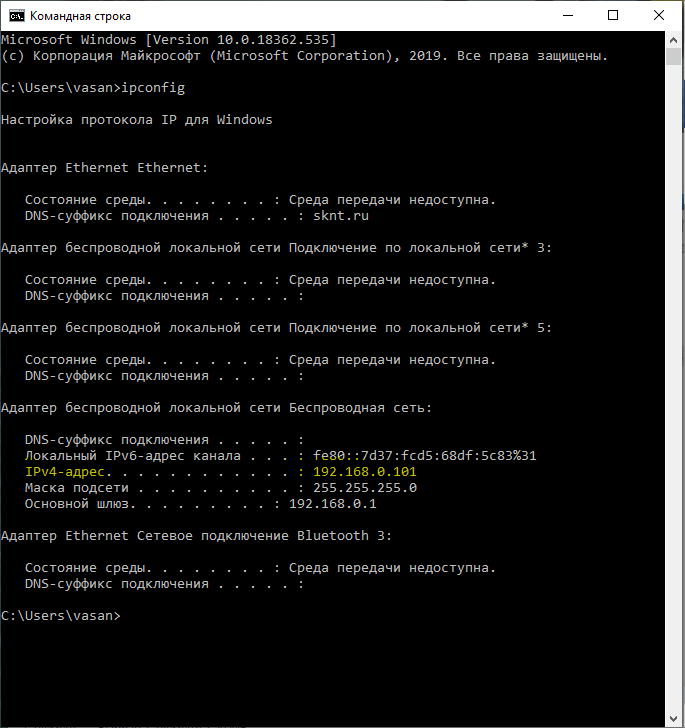 Командная строка
Microsoft Windows [Version 10.0.18362.535]
(c) Корпорация Майкрософт (Microsoft Corporation), 2019. Все права защищены.
C:\Users\vasan>ipconfig
Настройка протокола IP для Windows
Адаптер Ethernet Ethernet:
Состояние среды. . . . . . . . : Среда передачи недоступна.
DNS-суффикс подключения . . . . . : sknt.ru
Адаптер беспроводной локальной сети Подключение по локальной сети* 3:
Состояние среды. . . . . . . . : Среда передачи недоступна.
DNS-суффикс подключения . . . . . :
Адаптер беспроводной локальной сети Подключение по локальной сети* 5:
Состояние среды. . . . . . . . : Среда передачи недоступна.
DNS-суффикс подключения . . . . . :
Адаптер беспроводной локальной сети Беспроводная сеть:
DNS-суффикс подключения . . . . . :
Локальный IPv6-адрес канала . . . : fe80::7d37:fcd5:68df:5c83%31
IPv4-адрес. . . . . . . . . . . . : 192.168.0.101
Маска подсети . . . . . . . . . . : 255.255.255.0
Основной шлюз. . . . . . . . . : 192.168.0.1
Адаптер Ethernet Сетевое подключение Bluetooth 3:
Состояние среды. . . . . . . . : Среда передачи недоступна.
DNS-суффикс подключения . . . . . :
C:\Users\vasan>